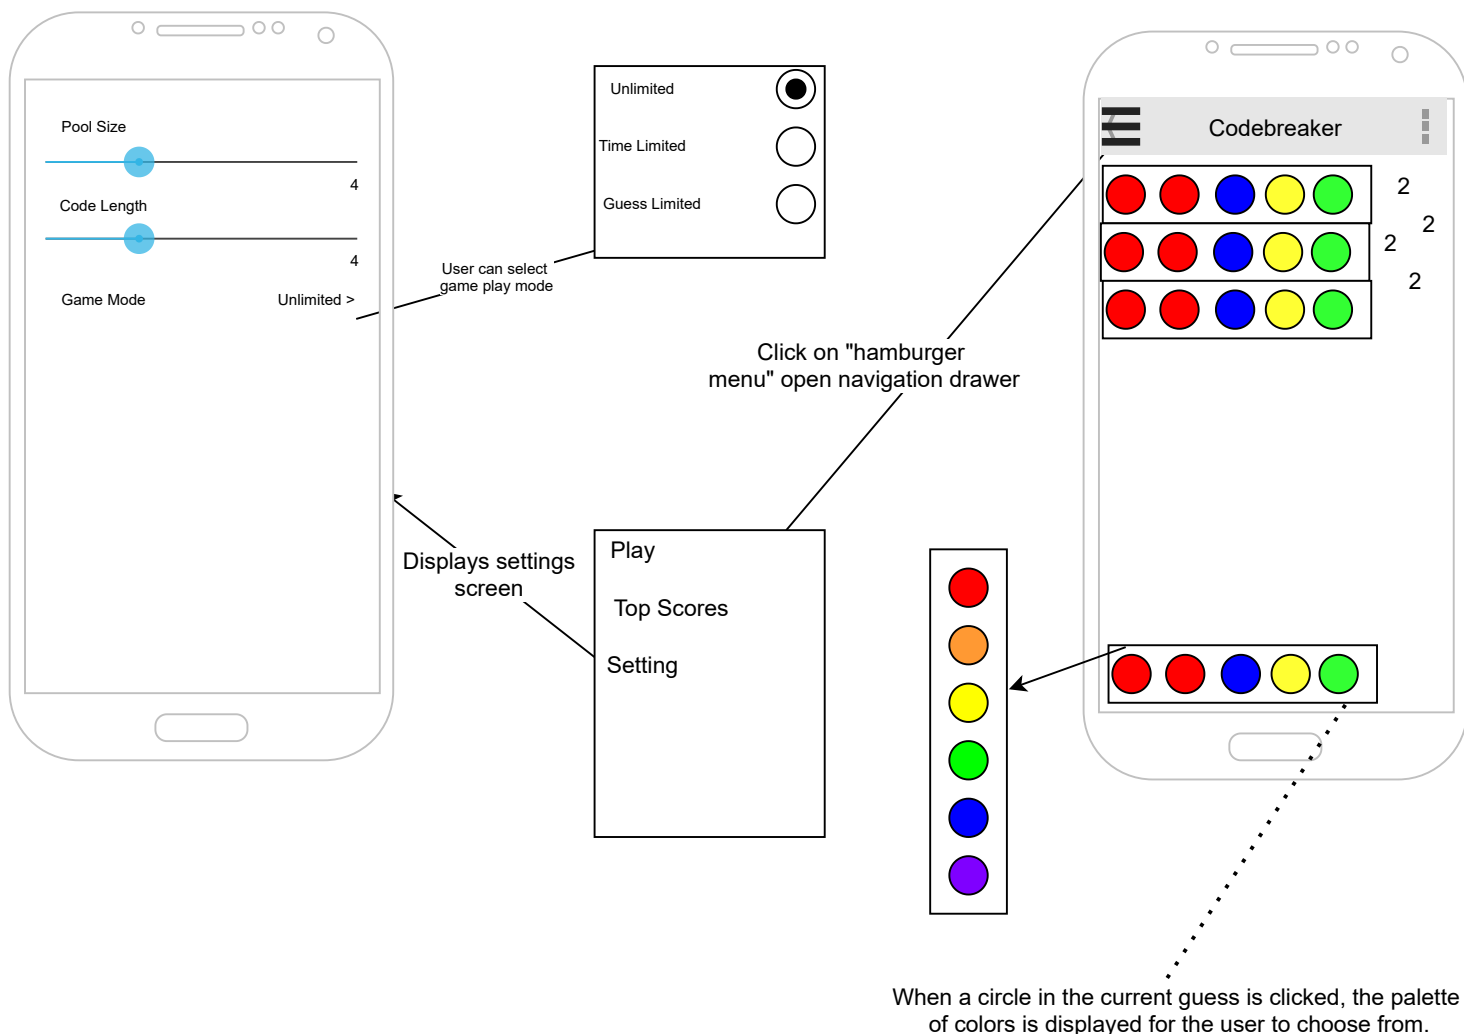 Pool Size
4
Code Length
4
Game Mode
Unlimited >
User can select
game play mode
Unlimited
Time Limited
Guess Limited
Codebreaker
2
2
2
2
Click on "hamburger
menu" open navigation drawer
Displays settings
screen
Play
Top Scores
Setting
When a circle in the current guess is clicked, the palette
of colors is displayed for the user to choose from.